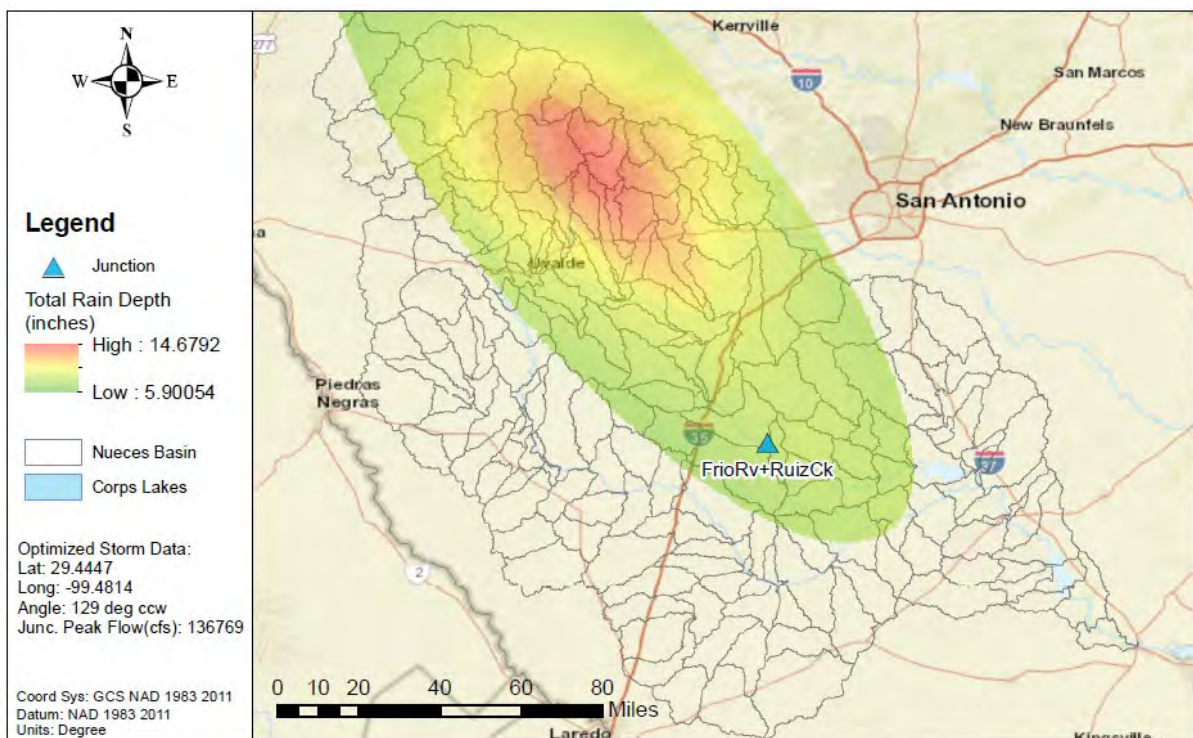 N
W E
S
Legend
Junction
Total Rain Depth
(inches)
High : 14.6792
Low : 5.90054
Nueces Basin
Corps Lakes
Optimized Storm Data:
Lat: 29.4447
Long: -99.4814
Angle: 129 deg ccw
Junc. Peak Flow(cfs): 136769
Coord Sys: GCS NAD 1983 2011
Datum: NAD 1983 2011
Units: Degree
277
Kerrville
10
San Marcos
New Braunfels
San Antonio
Uvalde
na
Piedras
Negras
35
FrioRv+RuizCk
37
2
0 10 20 40 60 80
Miles
Laredo
Kingsville